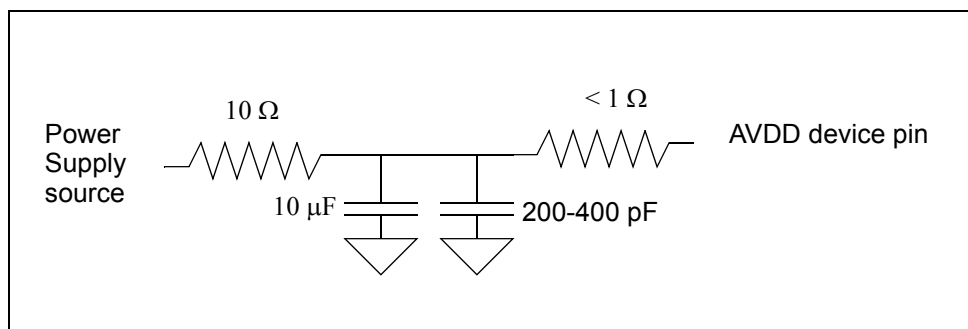 10 Ω
< 1 Ω
Power
Supply
source
AVDD device pin
10 μF
200-400 pF